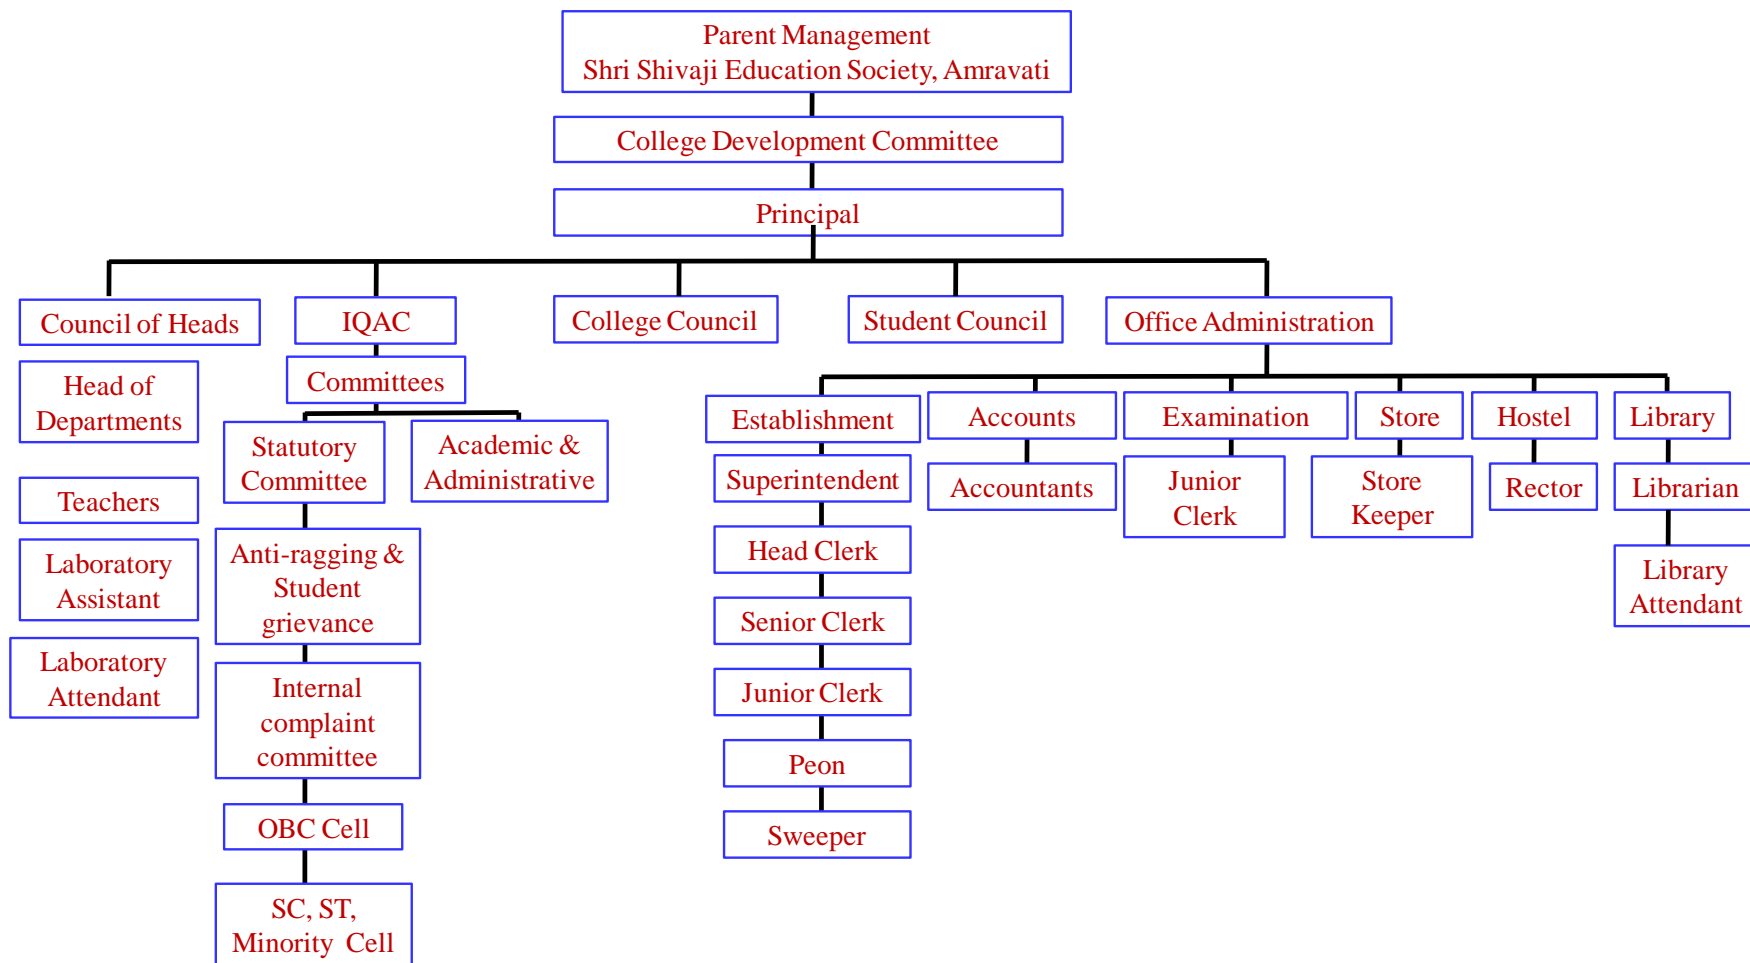 Parent Management
Shri Shivaji Education Society, Amravati
College Development Committee
Principal
Council of Heads
IQAC
College Council
Student Council
Office Administration
Head of
Departments
Committees
Teachers
Laboratory
Assistant
Laboratory
Attendant
Statutory
Committee
Academic &
Administrative
Anti-ragging &
Student
grievance
Internal
complaint
committee
OBC Cell
SC, ST,
Minority Cell
Establishment
Superintendent
Head Clerk
Senior Clerk
Junior Clerk
Peon
Sweeper
Accounts
Accountants
Examination
Junior
Clerk
Store
Store
Keeper
Hostel
Rector
Library
Librarian
Library
Attendant